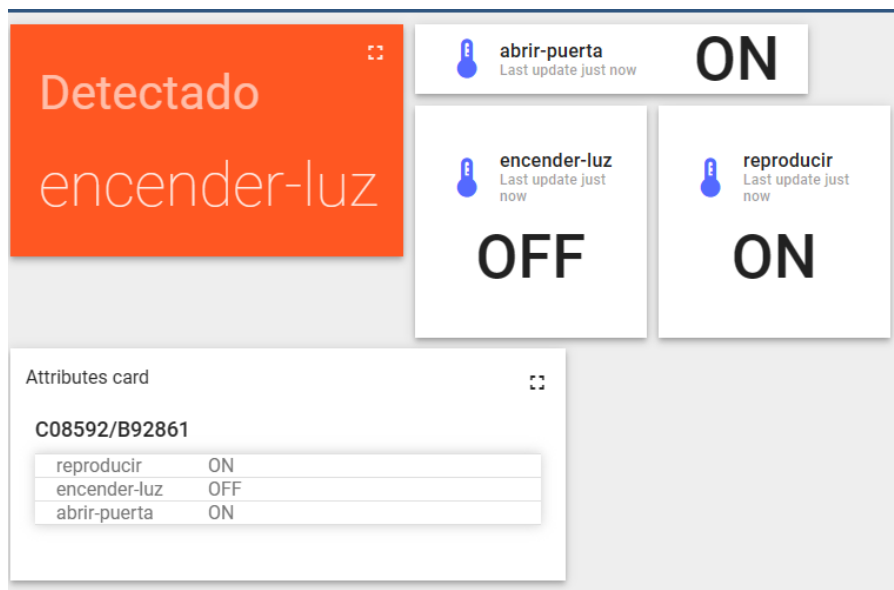 Detectado
encender-luz
abrir-puerta
Last update just now
ON
encender-luz
Last update just
now
OFF
reproducir
Last update just
now
ON
Attributes card
C08592/B92861
reproducir ON
encender-luz OFF
abrir-puerta ON